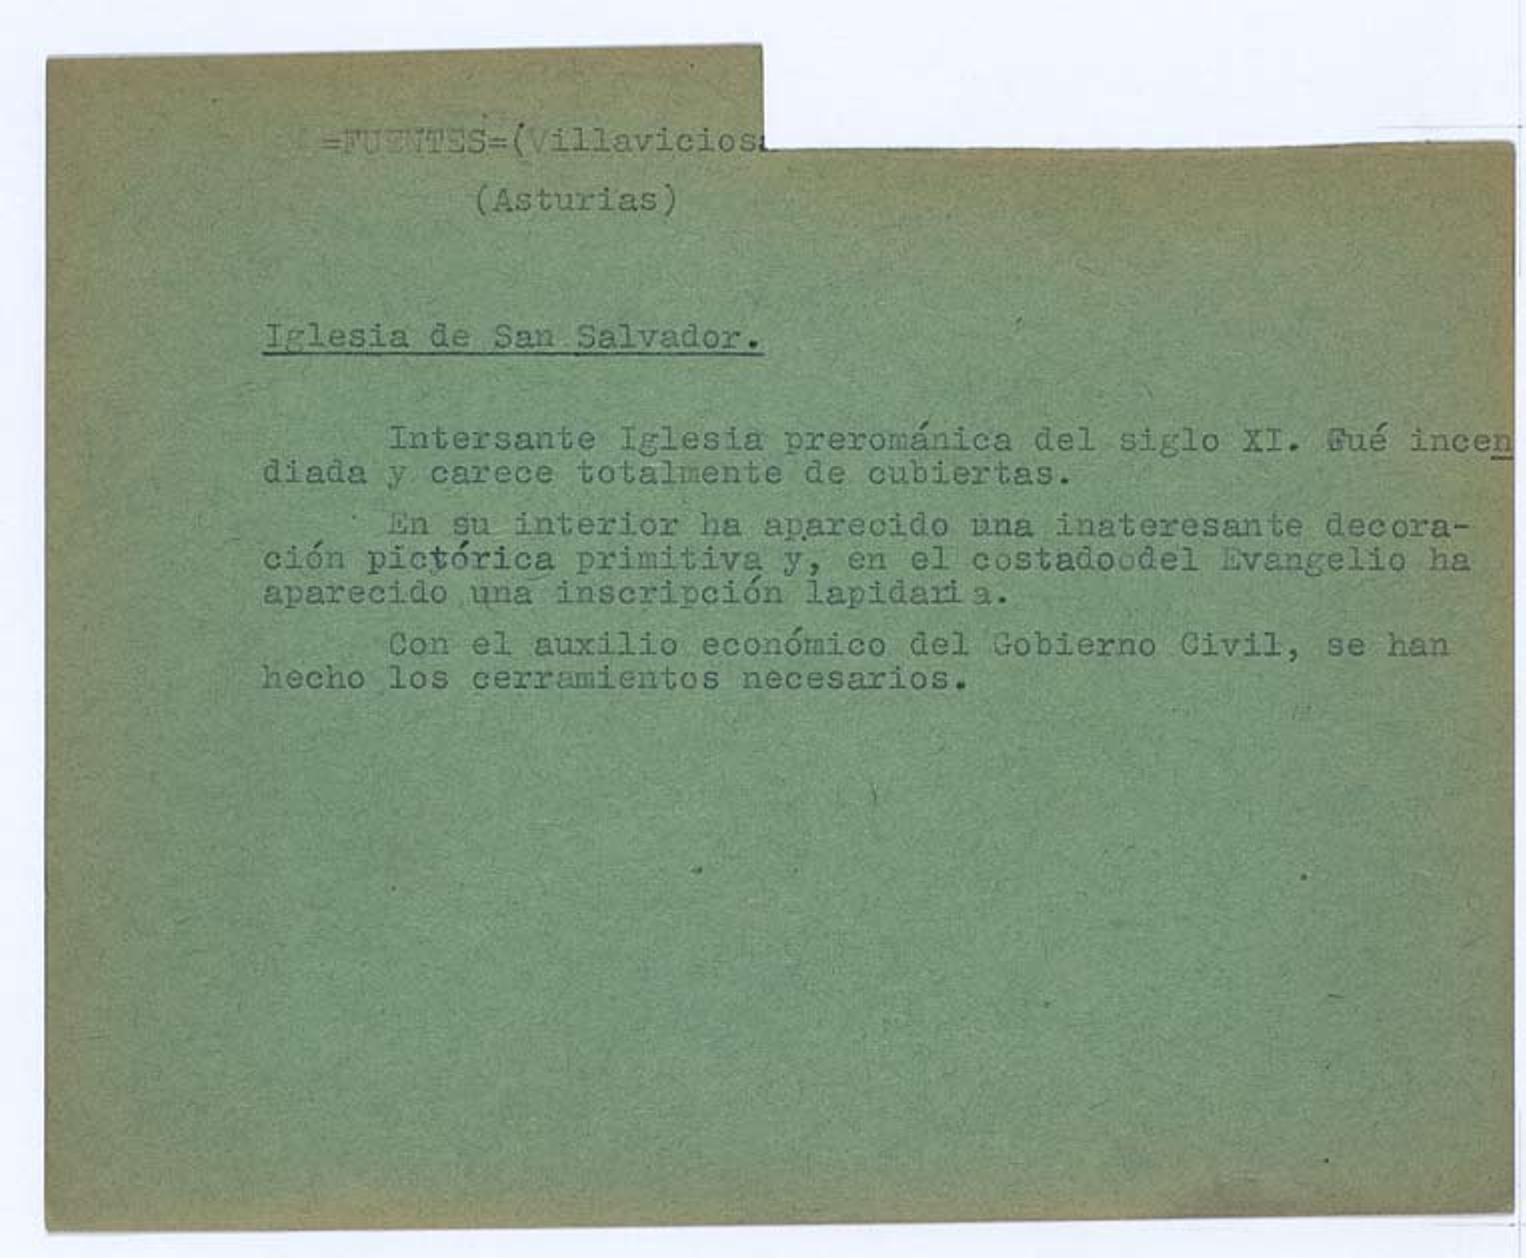 =FUENTES=(Villaviciosa
(Asturias)
Iglesia de San Salvador.
Intersante Iglesia prerománica del siglo XI. Fué incen
diada y carece totalmente de cubiertas.
En su interior ha aparecido una inateresante decora-
ción pictórica primitiva y, en el costadoodel Evangelio ha
aparecido una inscripción lapidaria.
Con el auxilio económico del Gobierno Civil, se han
hecho los cerramientos necesarios.